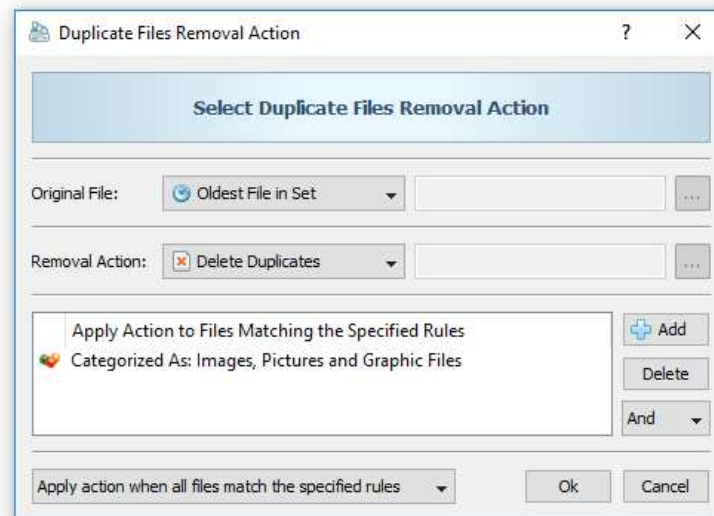 Duplicate Files Removal Action ?
Select Duplicate Files Removal Action
Original File: Oldest File in Set ...
Removal Action: Delete Duplicates ...
Apply Action to Files Matching the Specified Rules
Add
Categorized As: Images, Pictures and Graphic Files
Delete
And
Apply action when all files match the specified rules Ok Cancel